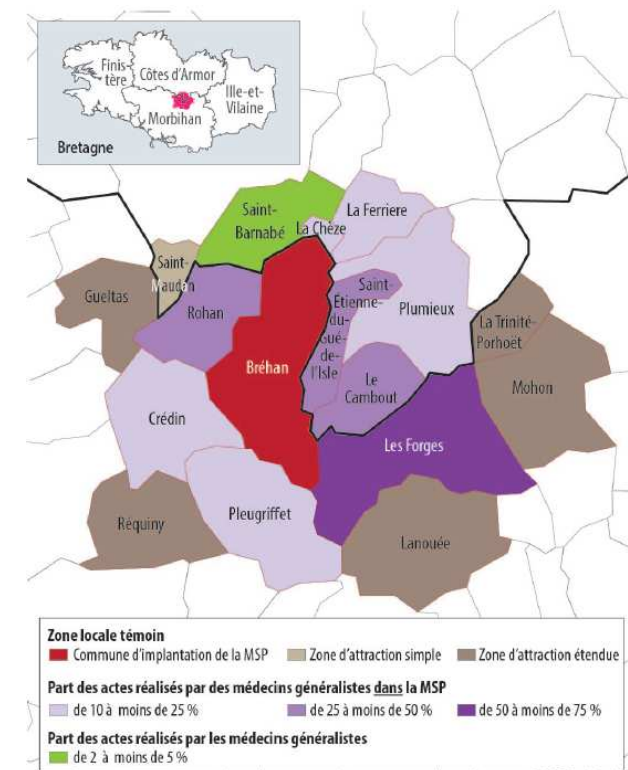 Finis
tère
Côtes d'Armor
Ille-et-
Vilaine
Morbihan
Bretagne
Saint-
Barnabé
La Chèze
La Ferriere
Saint-
Maudan
Gueltas
Rohan
Saint-
Étienne-
du-
Gué-
de-
l'Isle
Plumieux
La Trinité-
Porhoët
Bréhan
Le
Cambout
Mohon
Crédin
Les Forges
Réquiny
Pleugriffet
Lanouée
Zone locale témoin
Commune d'implantation de la MSP Zone d'attraction simple Zone d'attraction étendue
Part des actes réalisés par des médecins généralistes dans la MSP
de 10 à moins de 25 % de 25 à moins de 50 % de 50 à moins de 75 %
Part des actes réalisés par les médecins généralistes
de 2 à moins de 5 %